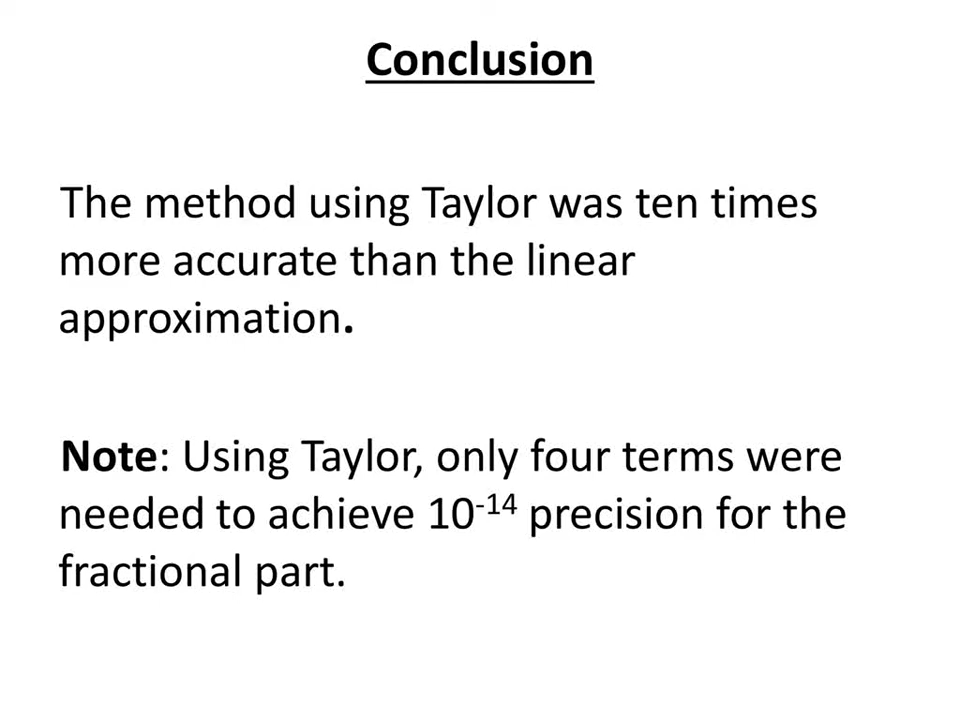 Conclusion
The method using Taylor was ten times
more accurate than the linear
approximation.
Note: Using Taylor, only four terms were
needed to achieve 10⁻¹⁴ precision for the
fractional part.